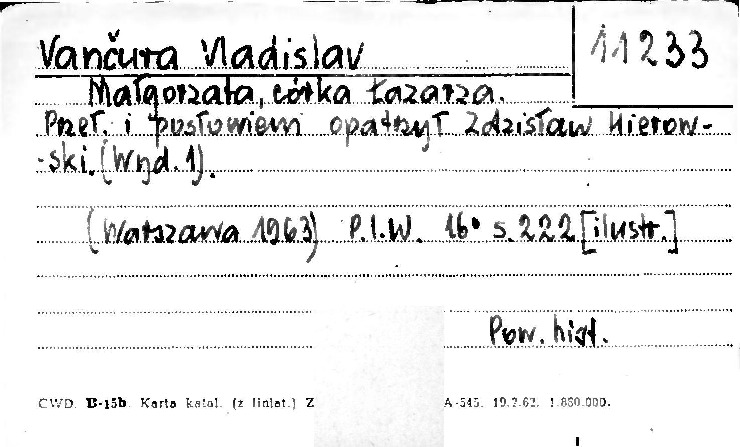 Vančura Vladislav 11233
Małgorzata, córka Łazarza.
Przeł. i posłowiem opatrzył Zdzisław Hierow-
-ski. (Wyd. 1).
(Warszawa 1963) P.I.W. 16° s. 222 [ilustr.]
Pow. hist.
CWD. B-15b. Karta katal. (z liniat.) Z A-545. 19.2.62. 1.850.000.